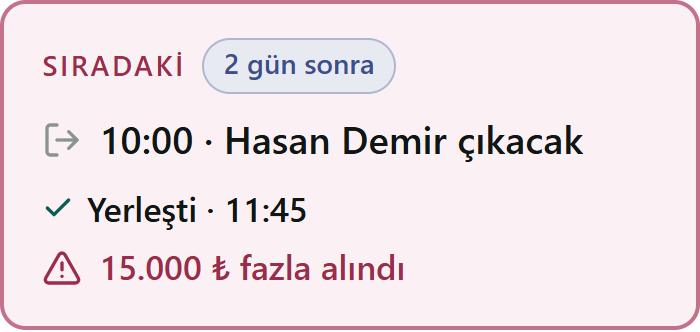 SIRADAKİ 2 gün sonra
10:00 · Hasan Demir çıkacak
Yerleşti · 11:45
15.000 ₺ fazla alındı